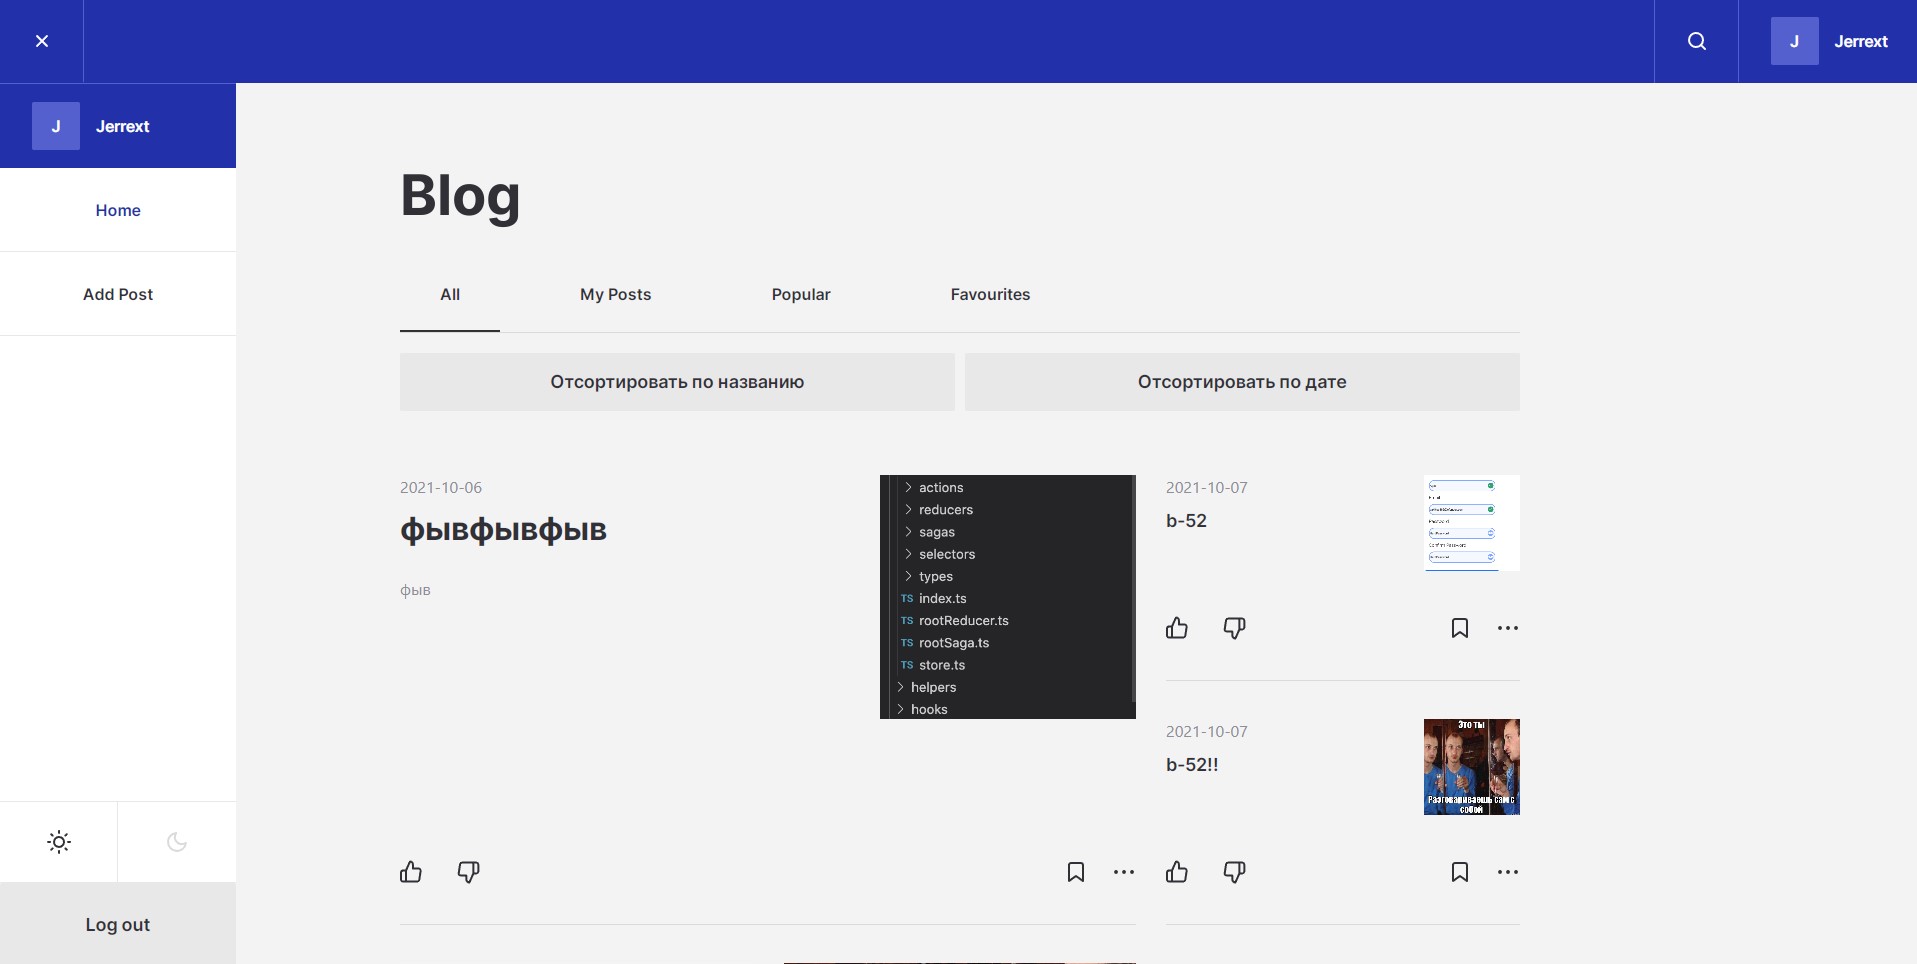 J Jerrext
J Jerrext
Home
Add Post
Log out
Blog
All My Posts Popular Favourites
Отсортировать по названию Отсортировать по дате
2021-10-06
фывфывфыв
фыв
actions
reducers
sagas
selectors
types
TS index.ts
TS rootReducer.ts
TS rootSaga.ts
TS store.ts
helpers
hooks
2021-10-07
b-52
Confirm Password
2021-10-07
b-52!!
Это ты
Разговариваешь сам с
собой